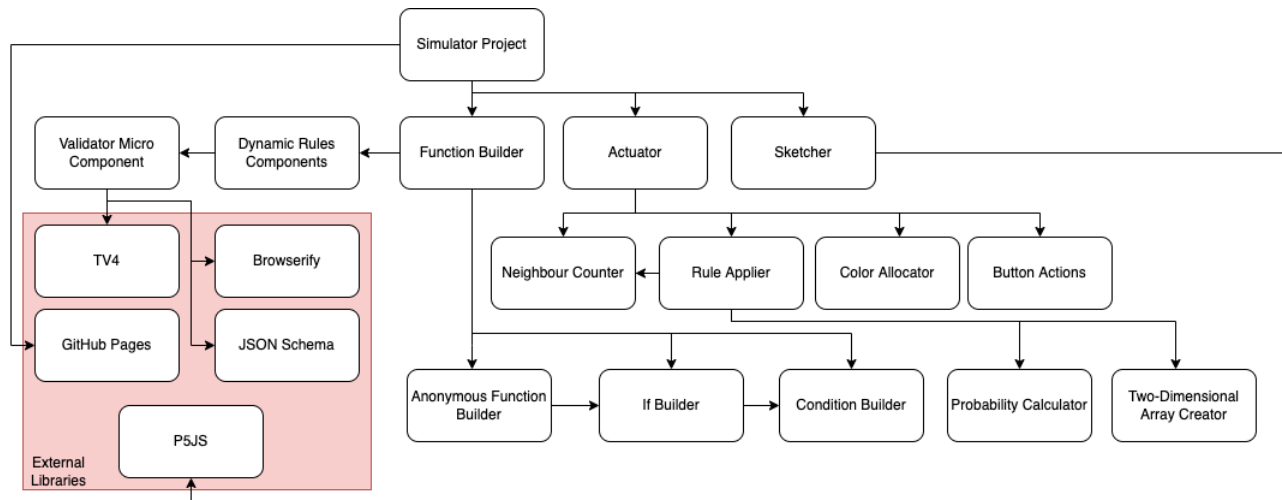 Simulator Project
Validator Micro
Component
Dynamic Rules
Components
Function Builder
Actuator
Sketcher
TV4
Browserify
Neighbour Counter
Rule Applier
Color Allocator
Button Actions
GitHub Pages
JSON Schema
Anonymous Function
Builder
If Builder
Condition Builder
Probability Calculator
Two-Dimensional
Array Creator
P5JS
External
Libraries